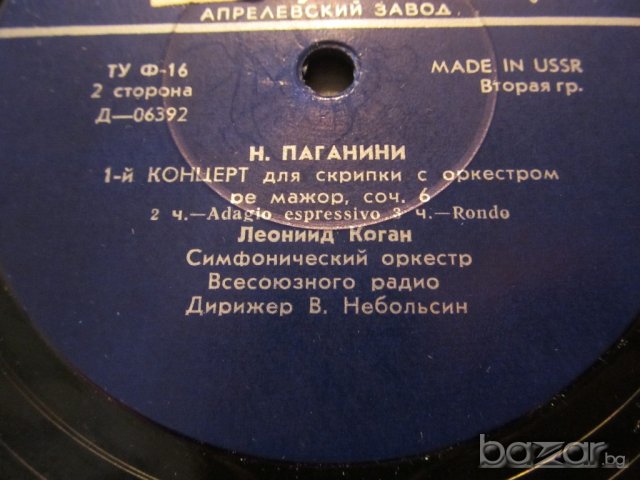 АПРЕЛЕВСКИЙ ЗАВОД
ТУ Ф-16
2 сторона
Д—06392
MADE IN USSR
Вторая гр.
Н. ПАГАНИНИ
1-й КОНЦЕРТ для скрипки с оркестром
ре мажор, соч. 6
2 ч.—Adagio espressivo 3 ч.—Rondo
Леониид Коган
Симфонический оркестр
Всесоюзного радио
Дирижер В. Небольсин
bazar.bg